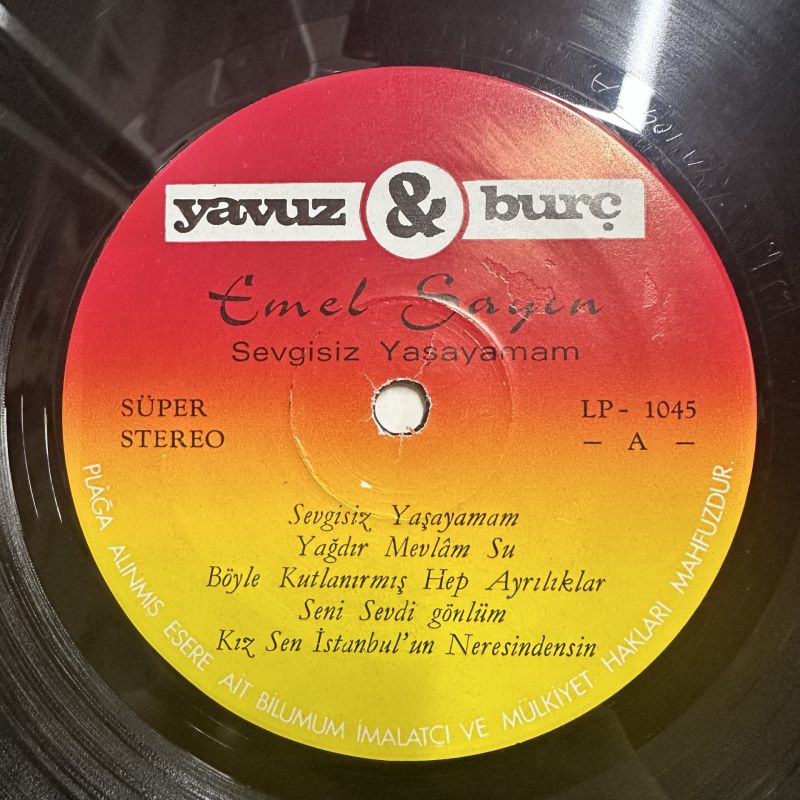 yavuz & burç
Emel Sayın
Sevgisiz Yaşayamam
SÜPER
STEREO
LP - 1045
— A —
Sevgisiz Yaşayamam
Yağdır Mevlâm Su
Böyle Kutlanırmış Hep Ayrılıklar
Seni Sevdi gönlüm
Kız Sen İstanbul'un Neresindensin
PLÂĞA ALINMIŞ ESERE AİT BİLUMUM İMALATÇI VE MÜLKİYET HAKLARI MAHFUZDUR.